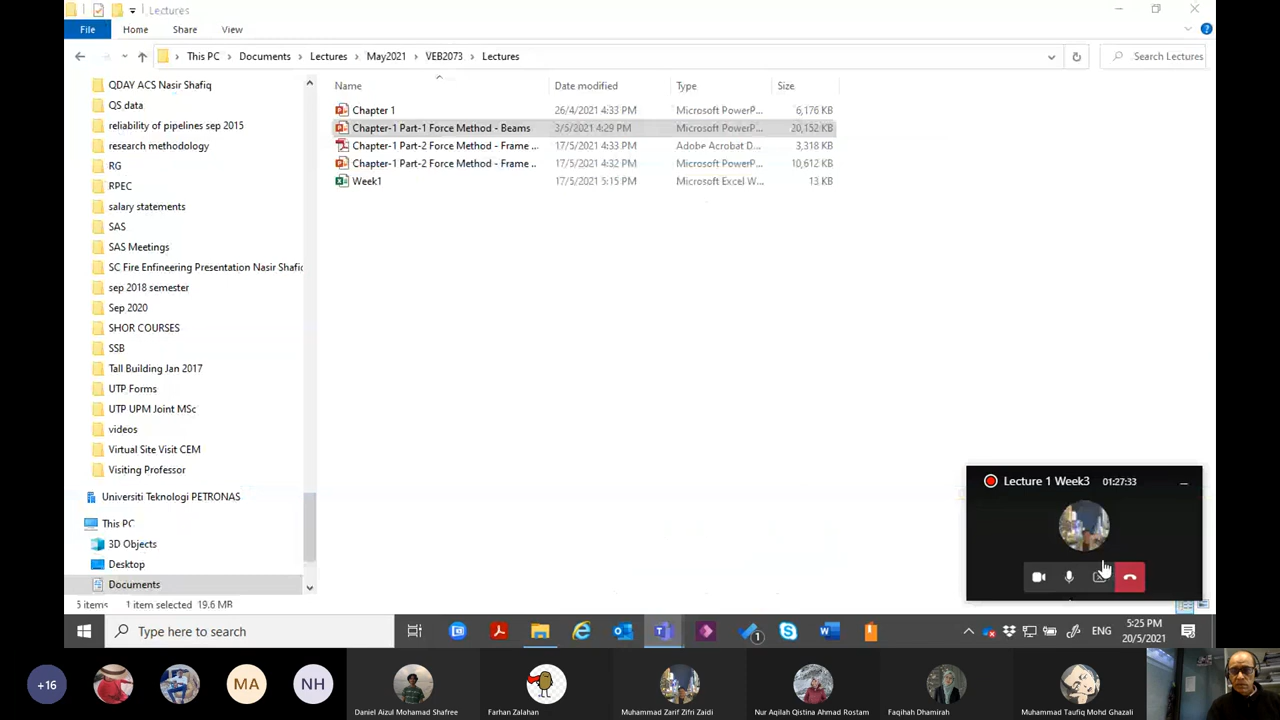 Lectures
File
Home
Share
View
This PC
Documents
Lectures
May2021
VEB2073
Lectures
Search Lectures
Name
Date modified
Type
Size
Chapter 1
26/4/2021 4:33 PM
Microsoft PowerP...
6,176 KB
Chapter-1 Part-1 Force Method - Beams
3/5/2021 4:29 PM
Microsoft PowerP...
20,152 KB
Chapter-1 Part-2 Force Method - Frame ...
17/5/2021 4:33 PM
Adobe Acrobat D...
3,318 KB
Chapter-1 Part-2 Force Method - Frame ..
17/5/2021 4:32 PM
Microsoft PowerP...
10,612 KB
Week1
17/5/2021 5:15 PM
Microsoft Excel W...
13 KB
QDAY ACS Nasir Shafiq
QS data
reliability of pipelines sep 2015
research methodology
RG
RPEC
salary statements
SAS
SAS Meetings
SC Fire Enfineering Presentation Nasir Shafiq
sep 2018 semester
Sep 2020
SHOR COURSES
SSB
Tall Building Jan 2017
UTP Forms
UTP UPM Joint MSc
videos
Virtual Site Visit CEM
Visiting Professor
Universiti Teknologi PETRONAS
This PC
3D Objects
Desktop
Documents
5 items
1 item selected 19.6 MB
Lecture 1 Week3
01:27:33
Type here to search
1
ENG
5:25 PM
20/5/2021
+16
MA
NH
Daniel Aizul Mohamad Shafree
Farhan Zalahan
Muhammad Zarif Zifri Zaidi
Nur Aqilah Qistina Ahmad Rostam
Faqihah Dhamirah
Muhammad Taufiq Mohd Ghazali